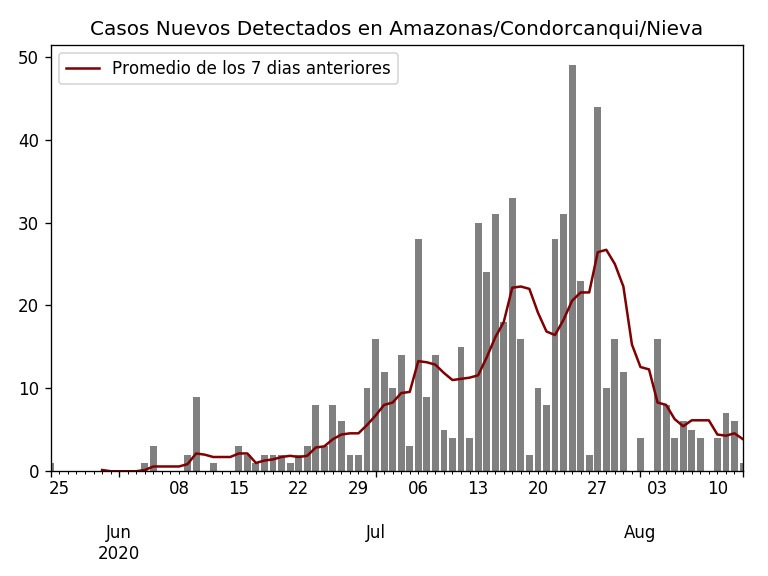 Casos Nuevos Detectados en Amazonas/Condorcanqui/Nieva
Promedio de los 7 dias anteriores
50
40
30
20
10
0
25 08 15 22 29 06 13 20 27 03 10
Jun Jul Aug
2020